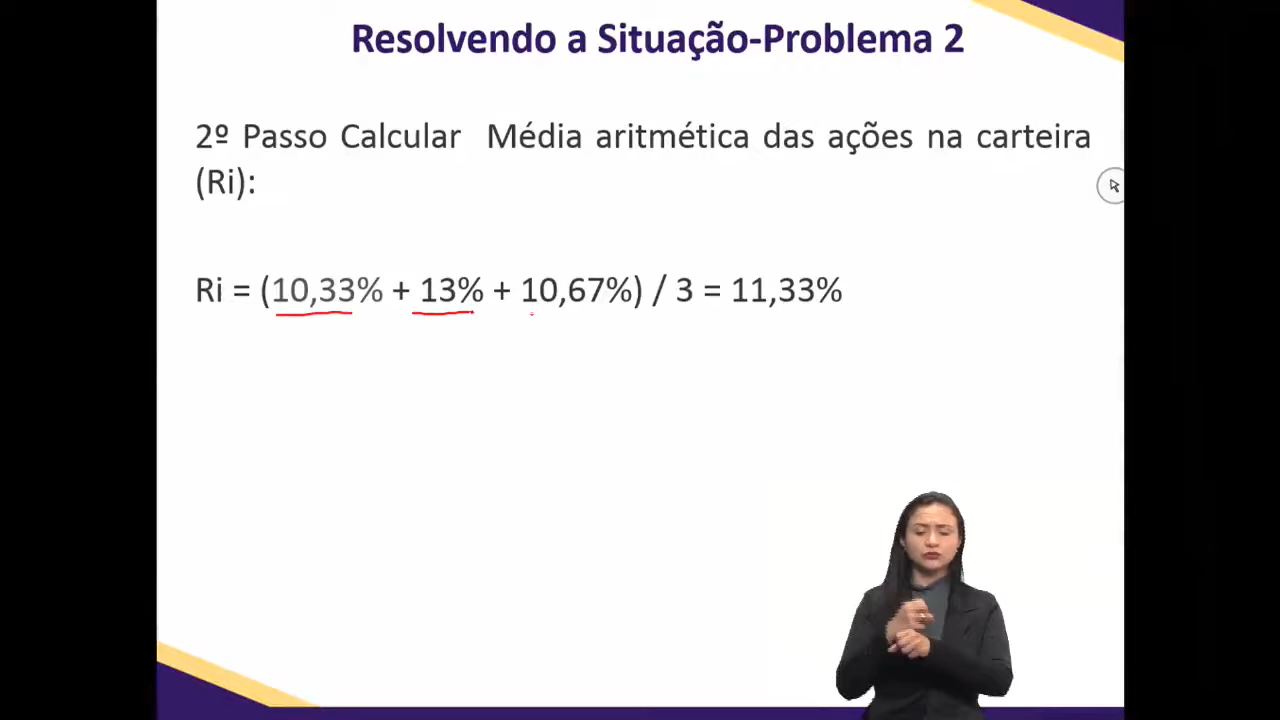 Resolvendo a Situação-Problema 2
2º Passo Calcular Média aritmética das ações na carteira
(Ri):
Ri = (10,33% + 13% + 10,67%) / 3 = 11,33%